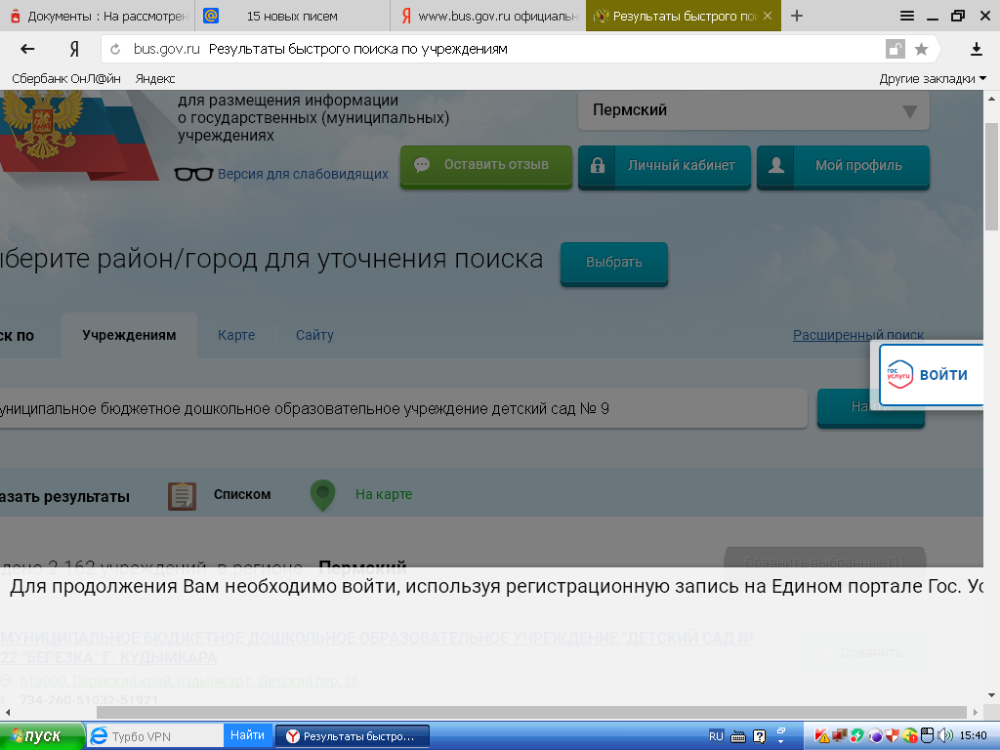 Документы : На рассмотрен
15 новых писем
www.bus.gov.ru официальн
Результаты быстрого по
bus.gov.ru Результаты быстрого поиска по учреждениям
Сбербанк ОнЛ@йн Яндекс
Другие закладки
для размещения информации
о государственных (муниципальных)
учреждениях
Пермский
Версия для слабовидящих
Оставить отзыв
Личный кабинет
Мой профиль
ыберите район/город для уточнения поиска
Выбрать
ск по
Учреждениям
Карте
Сайту
Расширенный поиск
гос
услуги
ВОЙТИ
униципальное бюджетное дошкольное образовательное учреждение детский сад № 9
На
азать результаты
Списком
На карте
дено 2 162 учреждений в регионе Пермский
Сравнить выбранные
Для продолжения Вам необходимо войти, используя регистрационную запись на Едином портале Гос. Ус
МУНИЦИПАЛЬНОЕ БЮДЖЕТНОЕ ДОШКОЛЬНОЕ ОБРАЗОВАТЕЛЬНОЕ УЧРЕЖДЕНИЕ "ДЕТСКИЙ САД №
22 "БЕРЕЗКА" Г. КУДЫМКАРА
Сравнить
619000, Пермский край, Кудымкар г, Детский пер, 36
734-260-51032-51921
пуск
Турбо VPN
Найти
Результаты быстро...
RU
15:40